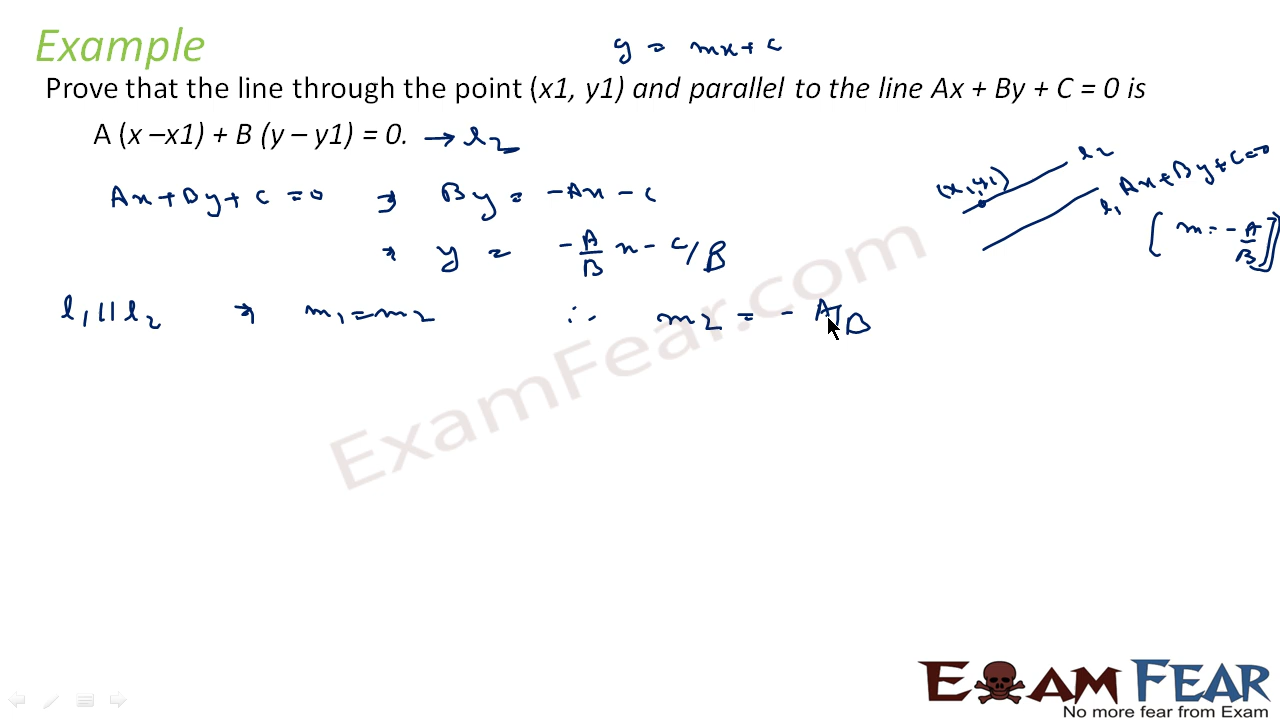 Example
y = mx + c
Prove that the line through the point (x1, y1) and parallel to the line Ax + By + C = 0 is
A (x –x1) + B (y – y1) = 0. → l2
Ax + By + C = 0 ⇒ By = -Ax - C
⇒ y = -A/B x - C/B
l1 || l2 ⇒ m1 = m2 ∴ m2 = - A/B
(x1, y1)
l2
l1 Ax + By + C = 0
[m = -A/B]
ExamFear.com
EXAM FEAR
No more fear from Exam